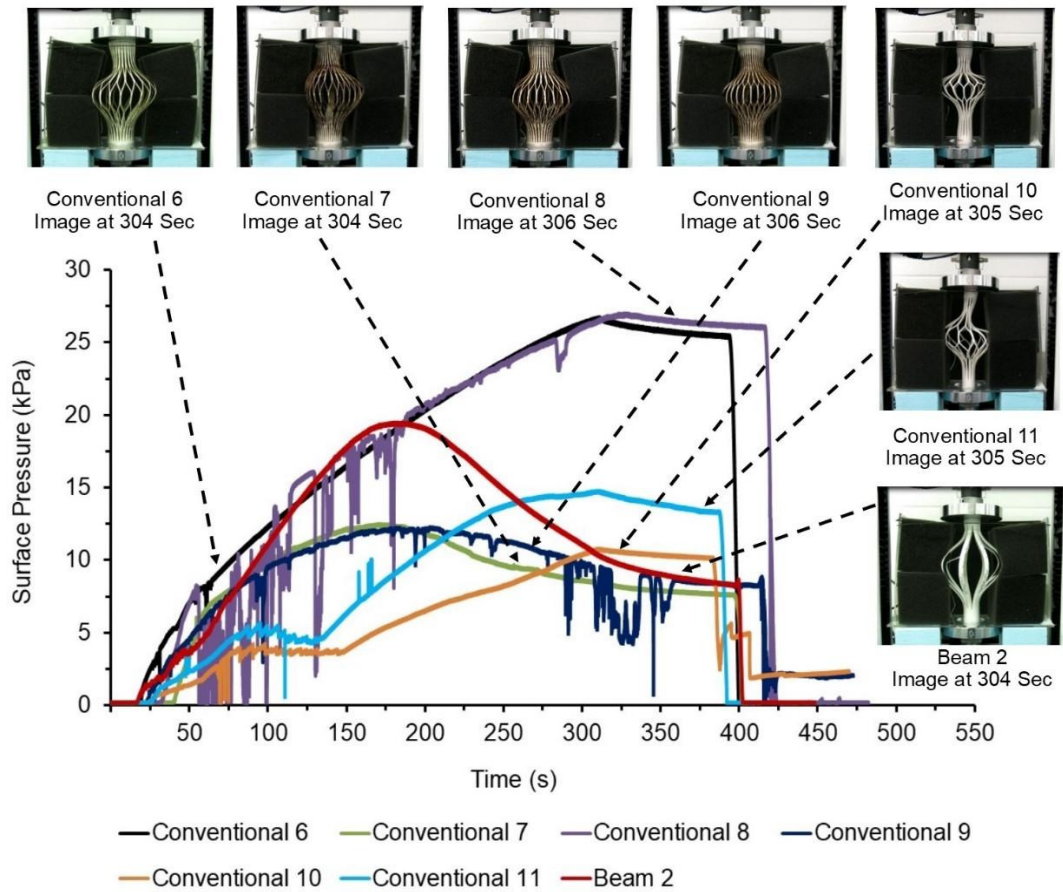 Conventional 6
Image at 304 Sec
Conventional 7
Image at 304 Sec
Conventional 8
Image at 306 Sec
Conventional 9
Image at 306 Sec
Conventional 10
Image at 305 Sec
Conventional 11
Image at 305 Sec
Beam 2
Image at 304 Sec
Surface Pressure (kPa)
30
25
20
15
10
5
0
50
100
150
200
250
300
350
400
450
500
550
Time (s)
Conventional 6
Conventional 7
Conventional 8
Conventional 9
Conventional 10
Conventional 11
Beam 2